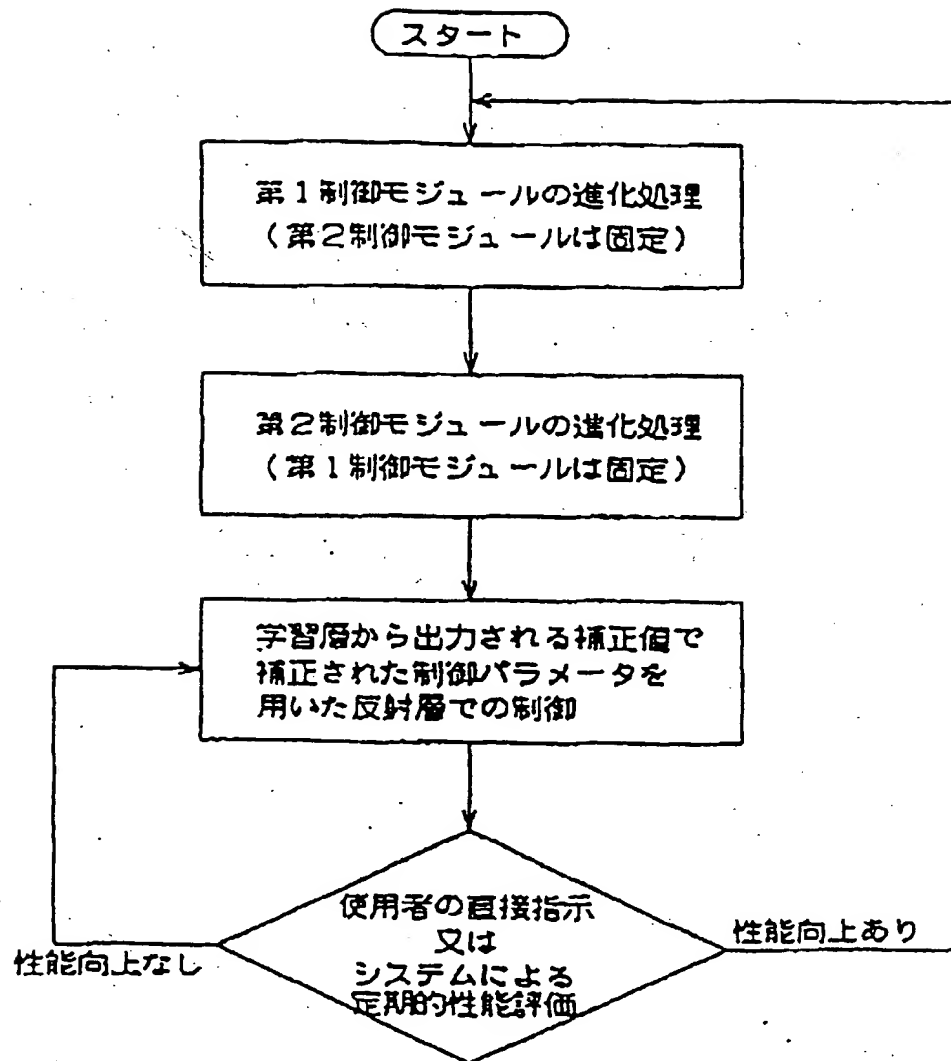 スタート
第1制御モジュールの進化処理
(第2制御モジュールは固定)
第2制御モジュールの進化処理
(第1制御モジュールは固定)
学習層から出力される補正値で
補正された制御パラメータを
用いた反射層での制御
使用者の直接指示
又は
システムによる
定期的性能評価
性能向上なし
性能向上あり